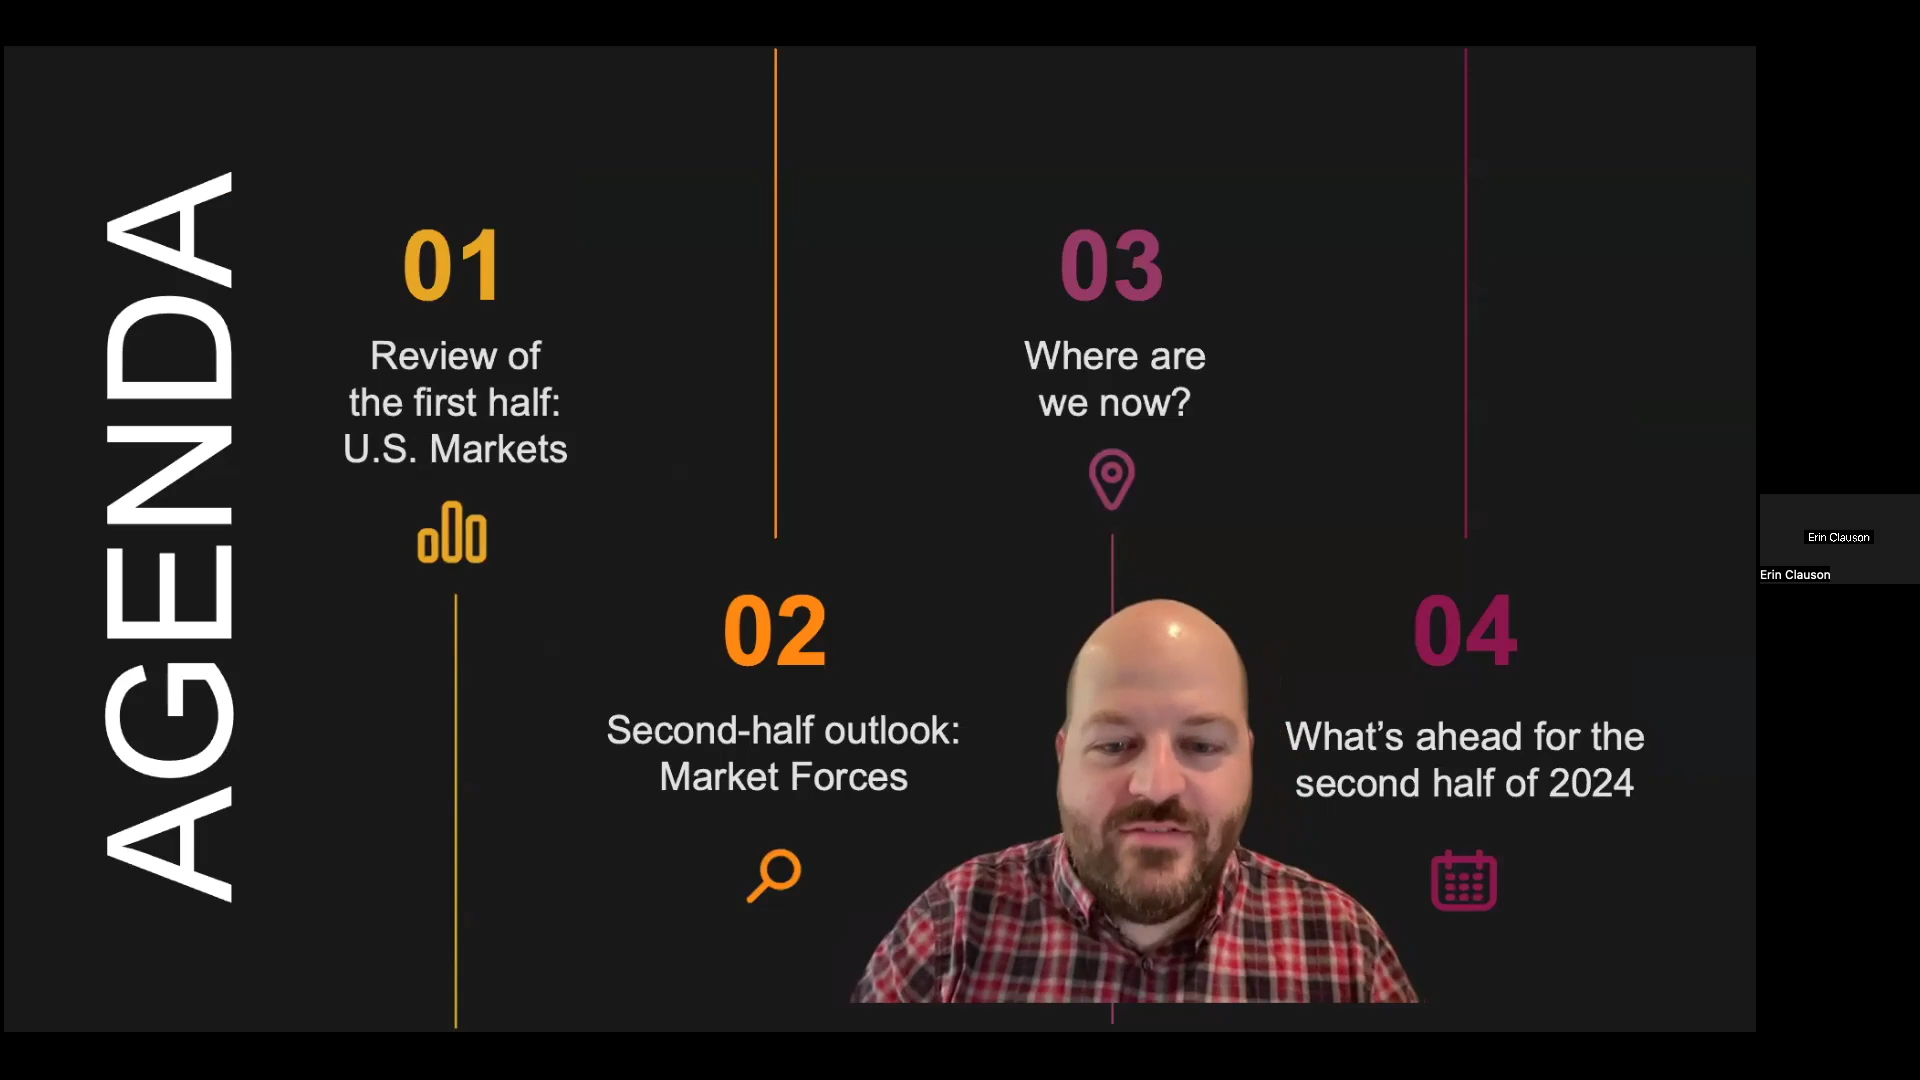 AGENDA
01
Review of
the first half:
U.S. Markets
02
Second-half outlook:
Market Forces
03
Where are
we now?
04
What’s ahead for the
second half of 2024
Erin Clauson
Erin Clauson